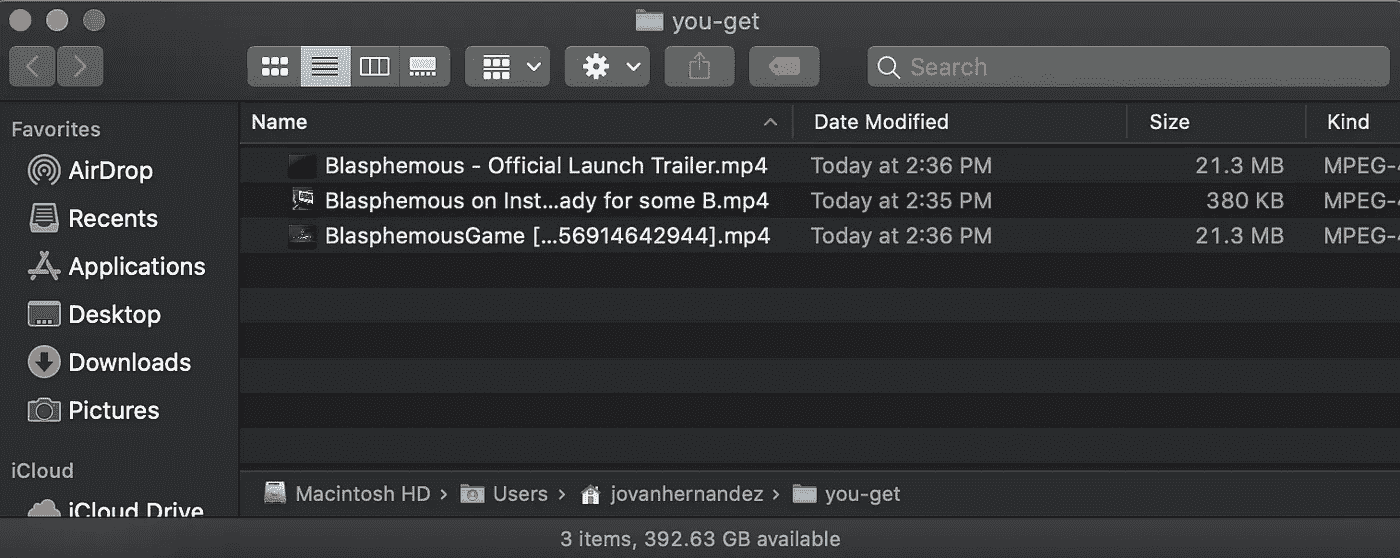 you-get
Search
Favorites
AirDrop
Recents
Applications
Desktop
Downloads
Pictures
iCloud
iCloud Drive
Name Date Modified Size Kind
Blasphemous - Official Launch Trailer.mp4 Today at 2:36 PM 21.3 MB MPEG-4
Blasphemous on Inst...ady for some B.mp4 Today at 2:35 PM 380 KB MPEG-4
BlasphemousGame [...56914642944].mp4 Today at 2:36 PM 21.3 MB MPEG-4
Macintosh HD › Users › jovanhernandez › you-get
3 items, 392.63 GB available